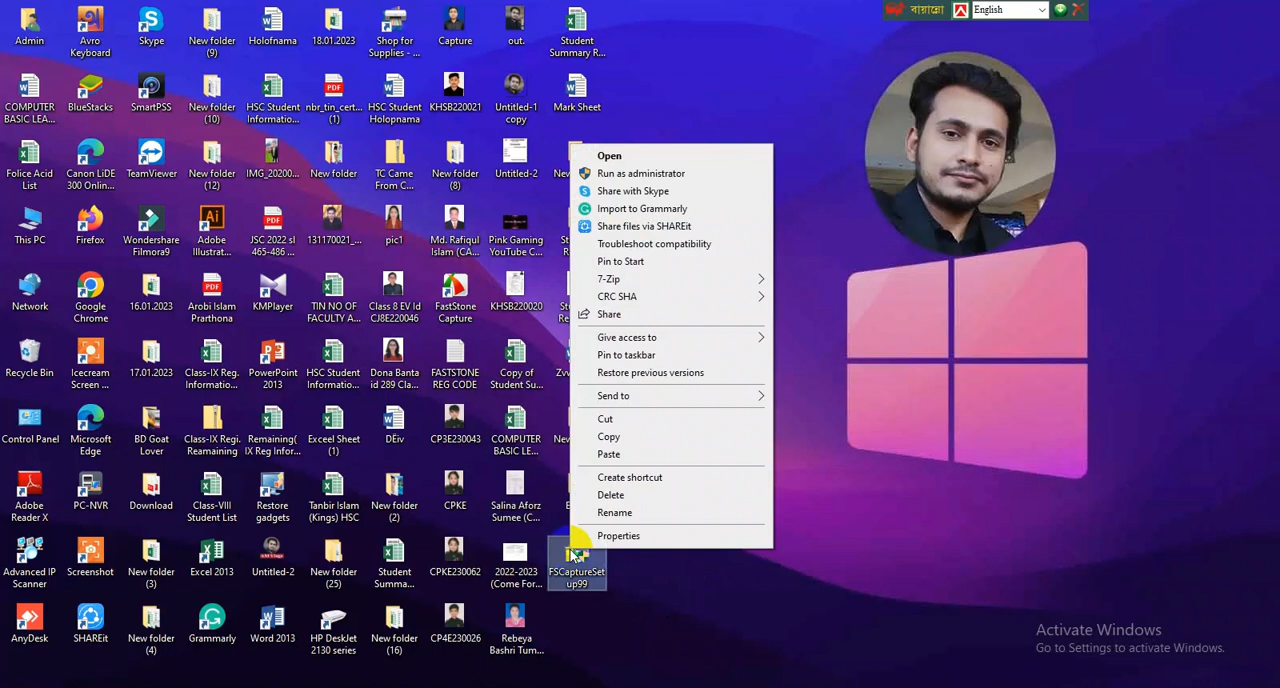 বায়ান্নো
English
Admin
Avro
Keyboard
Skype
New folder
(9)
Holofnama
18.01.2023
Shop for
Supplies - ...
Capture
out.
Student
Summary R...
COMPUTER
BASIC LEA...
BlueStacks
SmartPSS
New folder
(10)
HSC Student
Informatio...
nbr_tin_cert...
(1)
HSC Student
Holopnama
KHSB220021
Untitled-1
copy
Mark Sheet
Folice Acid
List
Canon LiDE
300 Onlin...
TeamViewer
New folder
(12)
IMG_20200...
New folder
TC Came
From C...
New folder
(8)
Untitled-2
This PC
Firefox
Wondershare
Filmora9
Adobe
Illustrat...
JSC 2022 sl
465-486 ...
131170021_...
pic1
Md. Rafiqul
Islam (CA...
Pink Gaming
YouTube C...
Network
Google
Chrome
16.01.2023
Arobi Islam
Prarthona
KMPlayer
TIN NO OF
FACULTY A...
Class 8 EV Id
CJ8E220046
FastStone
Capture
KHSB220020
Recycle Bin
Icecream
Screen ...
17.01.2023
Class-IX Reg.
Informatio...
PowerPoint
2013
HSC Student
Informatio...
Dona Banta
id 289 Cla...
FASTSTONE
REG CODE
Copy of
Student Su...
Control Panel
Microsoft
Edge
BD Goat
Lover
Class-IX Regi.
Reamaining
Remaining(
IX Reg Infor...
Exceel Sheet
(1)
DEiv
CP3E230043
COMPUTER
BASIC LE...
Adobe
Reader X
PC-NVR
Download
Class-VIII
Student List
Restore
gadgets
Tanbir Islam
(Kings) HSC
New folder
(2)
CPKE
Salina Aforz
Sumee (C...
Advanced IP
Scanner
Screenshot
New folder
(3)
Excel 2013
Untitled-2
New folder
(25)
Student
Summa...
CPKE230062
2022-2023
(Come For...
FSCaptureSet
up99
AnyDesk
SHAREit
New folder
(4)
Grammarly
Word 2013
HP DeskJet
2130 series
New folder
(16)
CP4E230026
Rebeya
Bashri Tum...
Open
Run as administrator
Share with Skype
Import to Grammarly
Share files via SHAREit
Troubleshoot compatibility
Pin to Start
7-Zip
CRC SHA
Share
Give access to
Pin to taskbar
Restore previous versions
Send to
Cut
Copy
Paste
Create shortcut
Delete
Rename
Properties
Activate Windows
Go to Settings to activate Windows.